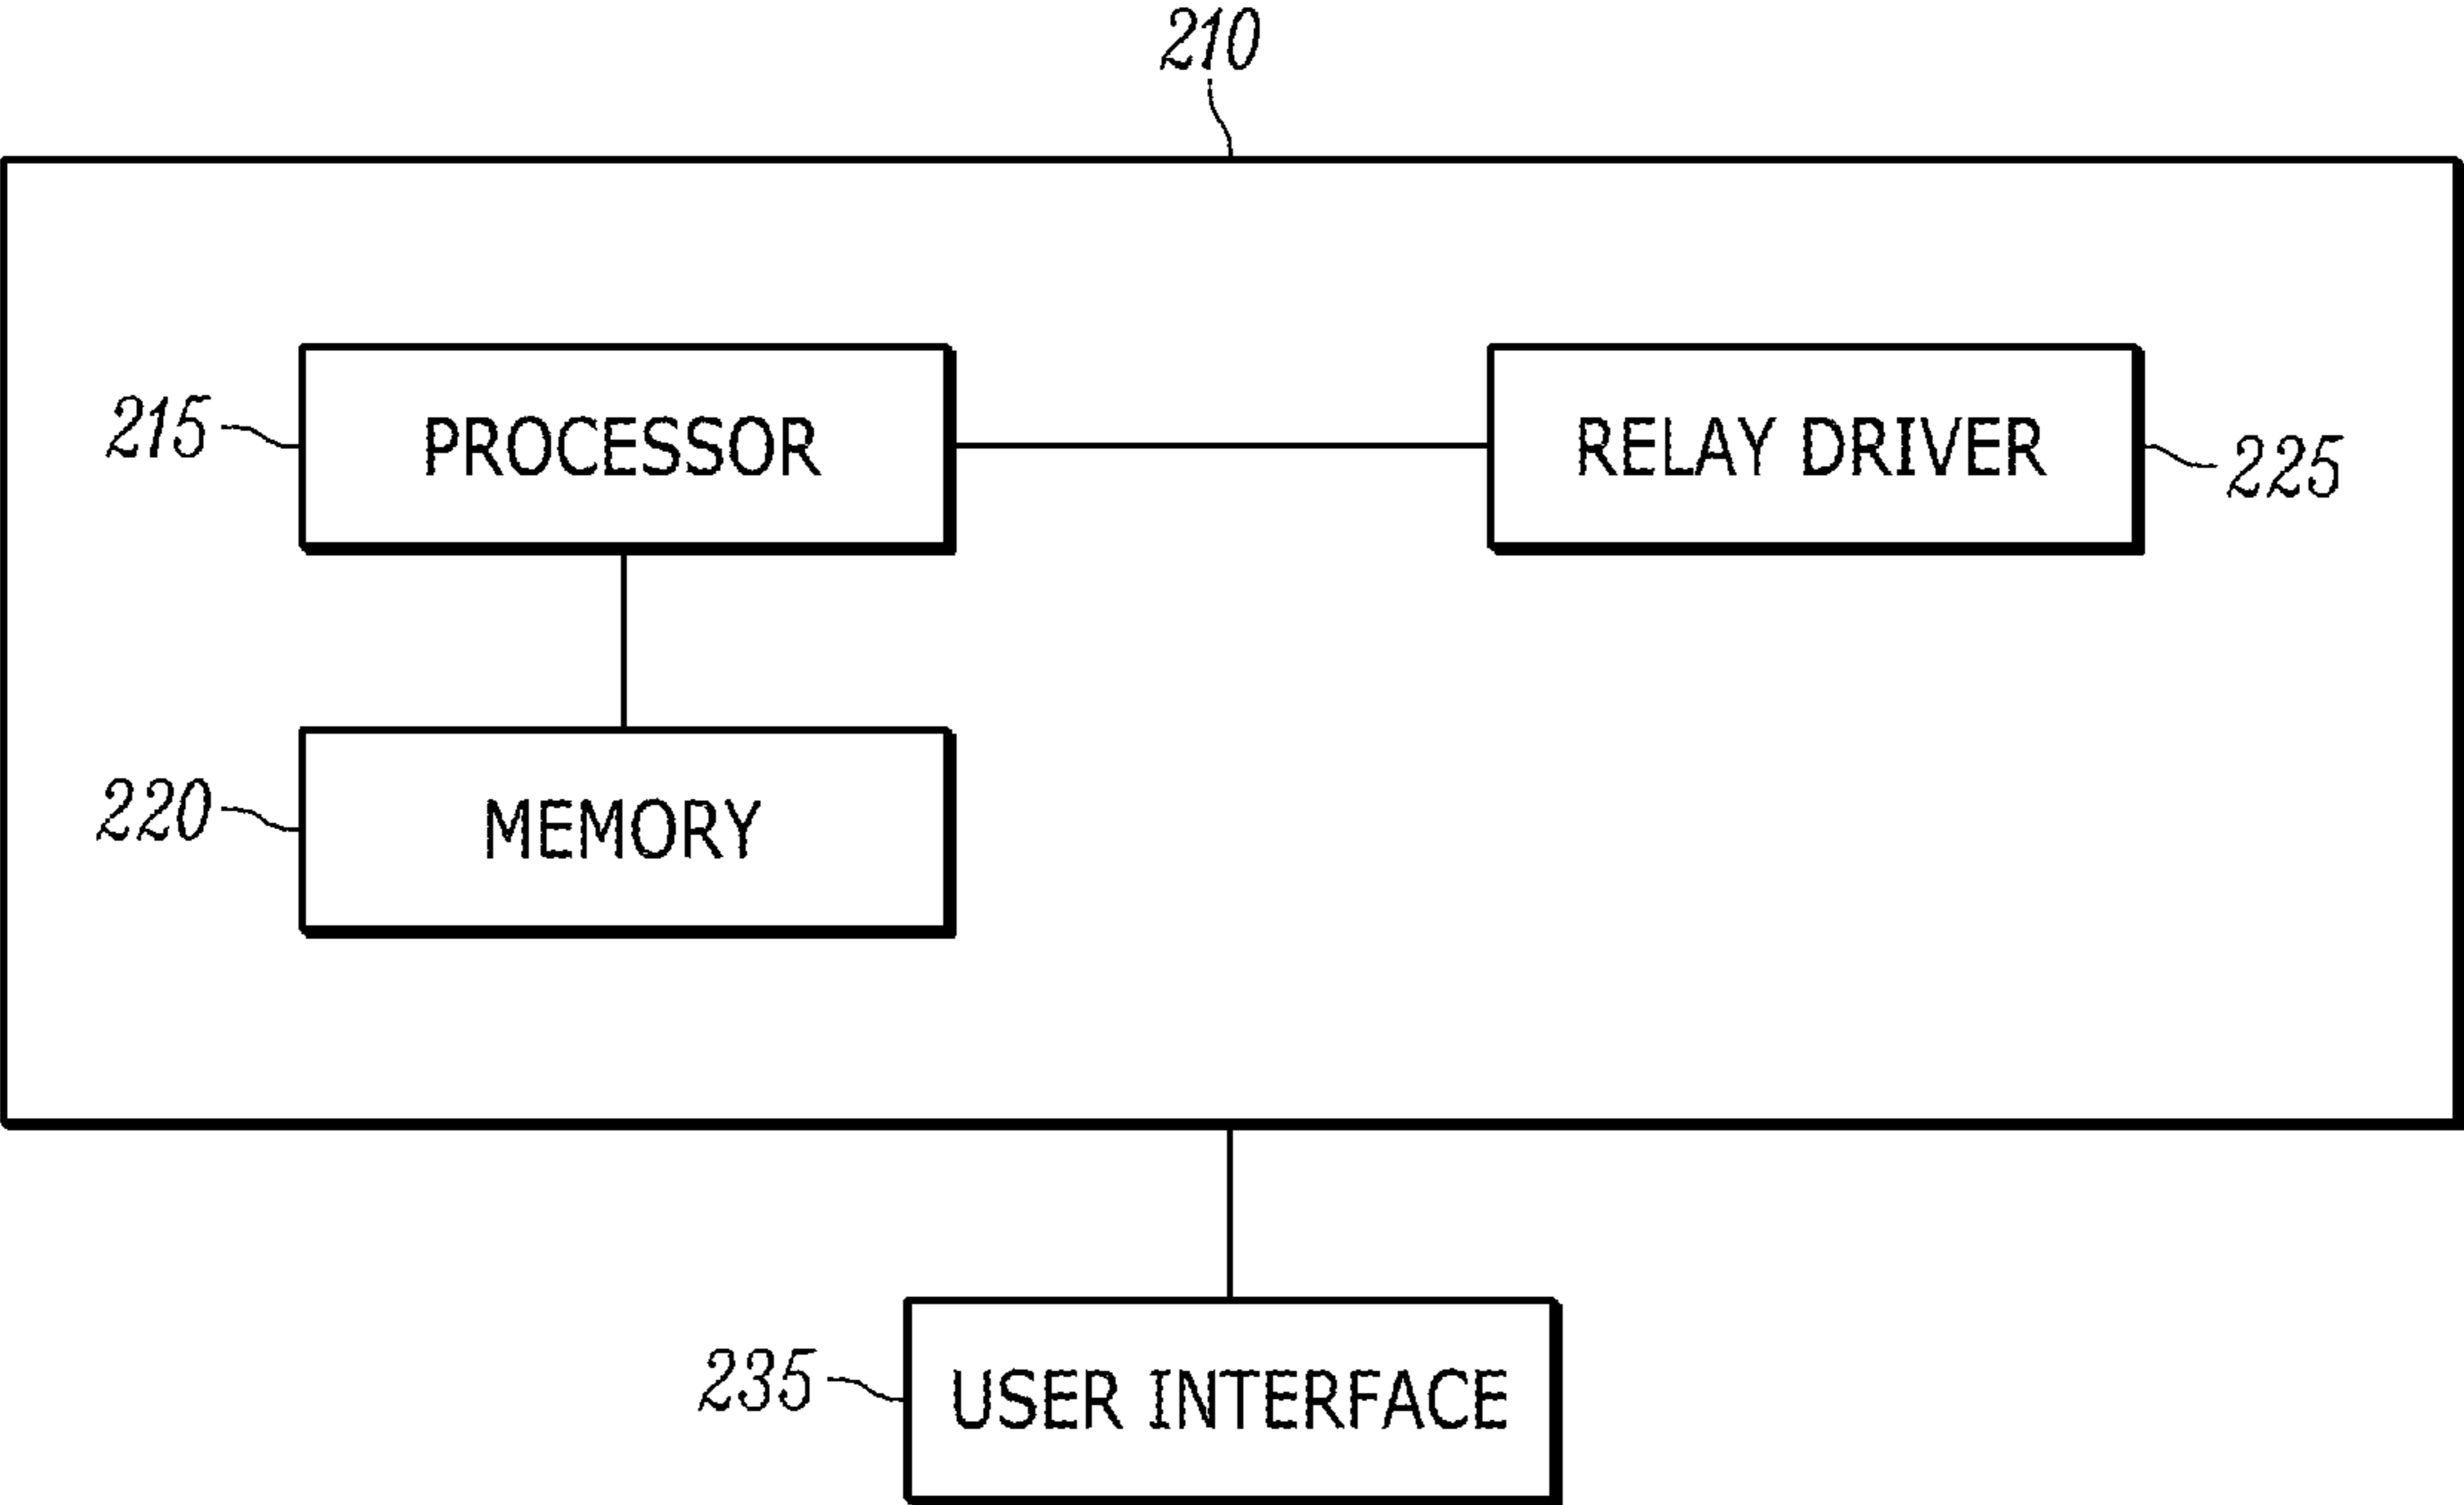 210
215
PROCESSOR
RELAY DRIVER
225
220
MEMORY
235
USER INTERFACE